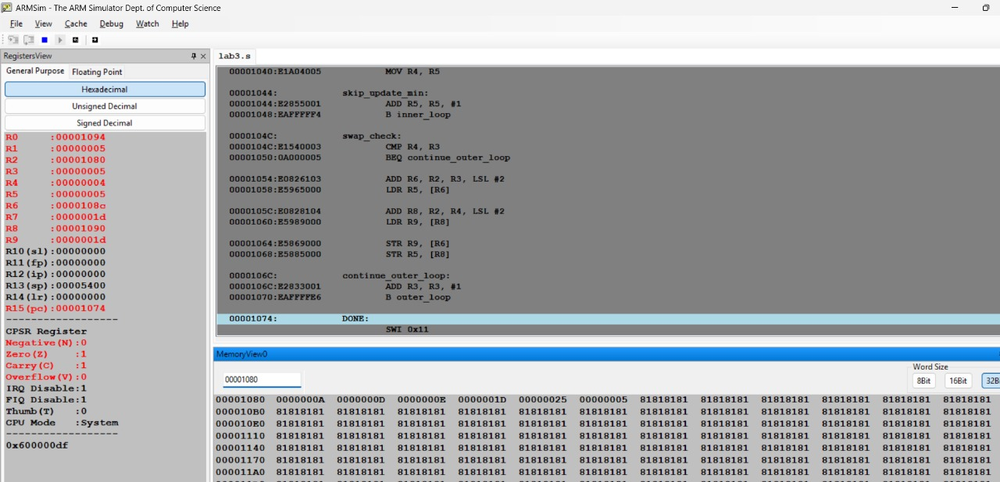 ARMSim - The ARM Simulator Dept. of Computer Science
File View Cache Debug Watch Help
RegistersView
General Purpose Floating Point
Hexadecimal
Unsigned Decimal
Signed Decimal
R0 :00001094
R1 :00000005
R2 :00001080
R3 :00000005
R4 :00000004
R5 :00000005
R6 :0000108c
R7 :0000001d
R8 :00001090
R9 :0000001d
R10(sl):00000000
R11(fp):00000000
R12(ip):00000000
R13(sp):00005400
R14(lr):00000000
R15(pc):00001074
--------------------
CPSR Register
Negative(N):0
Zero(Z) :1
Carry(C) :1
Overflow(V):0
IRQ Disable:1
FIQ Disable:1
Thumb(T) :0
CPU Mode :System
--------------------
0x600000df
lab3.s
00001040:E1A04005 MOV R4, R5
00001044: skip_update_min:
00001044:E2855001 ADD R5, R5, #1
00001048:EAFFFFF4 B inner_loop
0000104C: swap_check:
0000104C:E1540003 CMP R4, R3
00001050:0A000005 BEQ continue_outer_loop
00001054:E0826103 ADD R6, R2, R3, LSL #2
00001058:E5965000 LDR R5, [R6]
0000105C:E0828104 ADD R8, R2, R4, LSL #2
00001060:E5989000 LDR R9, [R8]
00001064:E5869000 STR R9, [R6]
00001068:E5885000 STR R5, [R8]
0000106C: continue_outer_loop:
0000106C:E2833001 ADD R3, R3, #1
00001070:EAFFFFE6 B outer_loop
00001074: DONE:
SWI 0x11
MemoryView0
00001080
Word Size
8Bit 16Bit 32Bi
00001080 0000000A 0000000D 0000000E 0000001D 00000025 00000005 81818181 81818181 81818181 81818181 81818181 81818181
000010B0 81818181 81818181 81818181 81818181 81818181 81818181 81818181 81818181 81818181 81818181 81818181 81818181
000010E0 81818181 81818181 81818181 81818181 81818181 81818181 81818181 81818181 81818181 81818181 81818181 81818181
00001110 81818181 81818181 81818181 81818181 81818181 81818181 81818181 81818181 81818181 81818181 81818181 81818181
00001140 81818181 81818181 81818181 81818181 81818181 81818181 81818181 81818181 81818181 81818181 81818181 81818181
00001170 81818181 81818181 81818181 81818181 81818181 81818181 81818181 81818181 81818181 81818181 81818181 81818181
000011A0 81818181 81818181 81818181 81818181 81818181 81818181 81818181 81818181 81818181 81818181 81818181 81818181